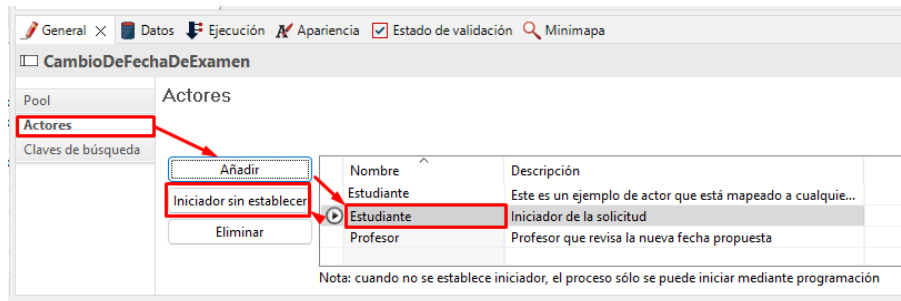 General Datos Ejecución Apariencia Estado de validación Minimapa
CambioDeFechaDeExamen
Pool
Actores
Claves de búsqueda
Actores
Añadir
Iniciador sin establecer
Eliminar
Nombre Descripción
Estudiante Este es un ejemplo de actor que está mapeado a cualquie...
Estudiante Iniciador de la solicitud
Profesor Profesor que revisa la nueva fecha propuesta
Nota: cuando no se establece iniciador, el proceso sólo se puede iniciar mediante programación